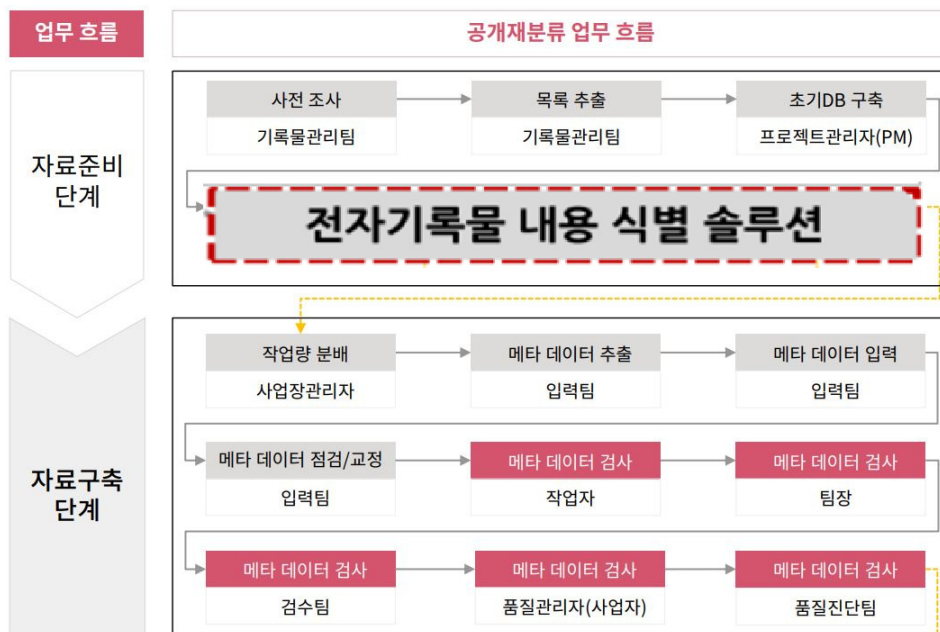 업무 흐름
공개재분류 업무 흐름
자료준비
단계
사전 조사
목록 추출
초기DB 구축
기록물관리팀
기록물관리팀
프로젝트관리자(PM)
전자기록물 내용 식별 솔루션
자료구축
단계
작업량 분배
메타 데이터 추출
메타 데이터 입력
사업장관리자
입력팀
입력팀
메타 데이터 점검/교정
메타 데이터 검사
메타 데이터 검사
입력팀
작업자
팀장
메타 데이터 검사
메타 데이터 검사
메타 데이터 검사
검수팀
품질관리자(사업자)
품질진단팀